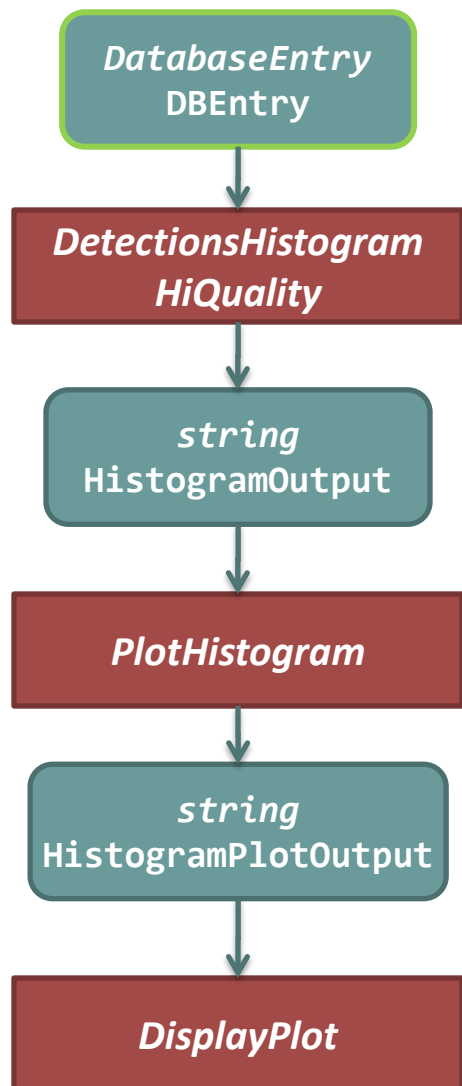 DatabaseEntry
DBEntry
DetectionsHistogram
HiQuality
string
HistogramOutput
PlotHistogram
string
HistogramPlotOutput
DisplayPlot